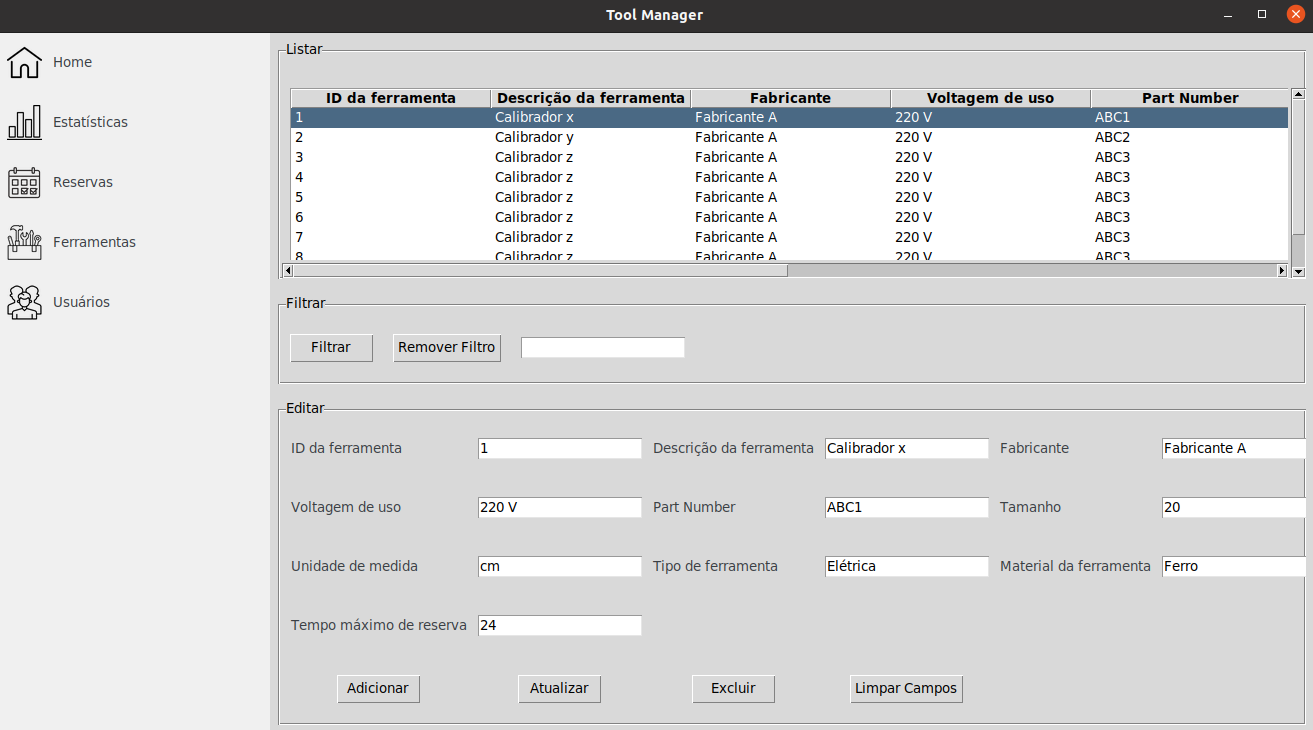 Tool Manager
Home
Estatísticas
Reservas
Ferramentas
Usuários
Listar
ID da ferramenta Descrição da ferramenta Fabricante Voltagem de uso Part Number
1 Calibrador x Fabricante A 220 V ABC1
2 Calibrador y Fabricante A 220 V ABC2
3 Calibrador z Fabricante A 220 V ABC3
4 Calibrador z Fabricante A 220 V ABC3
5 Calibrador z Fabricante A 220 V ABC3
6 Calibrador z Fabricante A 220 V ABC3
7 Calibrador z Fabricante A 220 V ABC3
8 Calibrador z Fabricante A 220 V ABC3
Filtrar
Filtrar Remover Filtro
Editar
ID da ferramenta 1 Descrição da ferramenta Calibrador x Fabricante Fabricante A
Voltagem de uso 220 V Part Number ABC1 Tamanho 20
Unidade de medida cm Tipo de ferramenta Elétrica Material da ferramenta Ferro
Tempo máximo de reserva 24
Adicionar Atualizar Excluir Limpar Campos